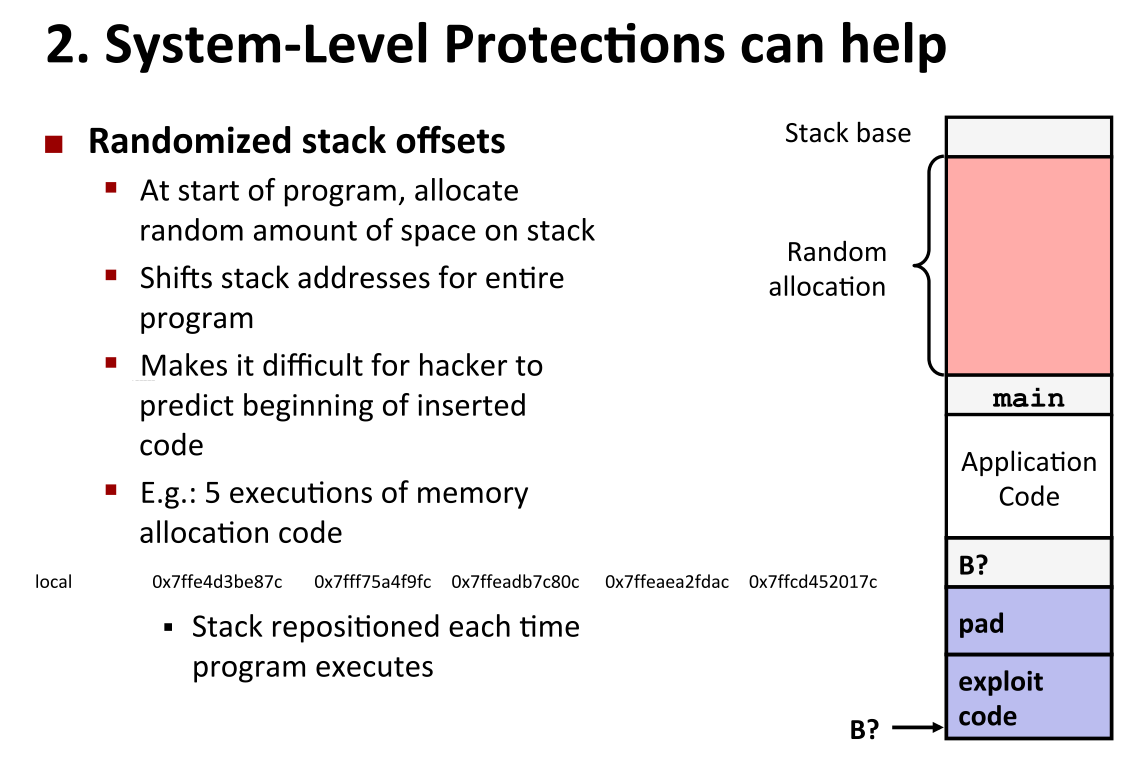 2. System-Level Protections can help
Randomized stack offsets
At start of program, allocate
random amount of space on stack
Shifts stack addresses for entire
program
Makes it difficult for hacker to
predict beginning of inserted
code
E.g.: 5 executions of memory
allocation code
local 0x7ffe4d3be87c 0x7fff75a4f9fc 0x7ffeadb7c80c 0x7ffeaea2fdac 0x7ffcd452017c
Stack repositioned each time
program executes
Stack base
Random
allocation
main
Application
Code
B?
pad
exploit
code
B?